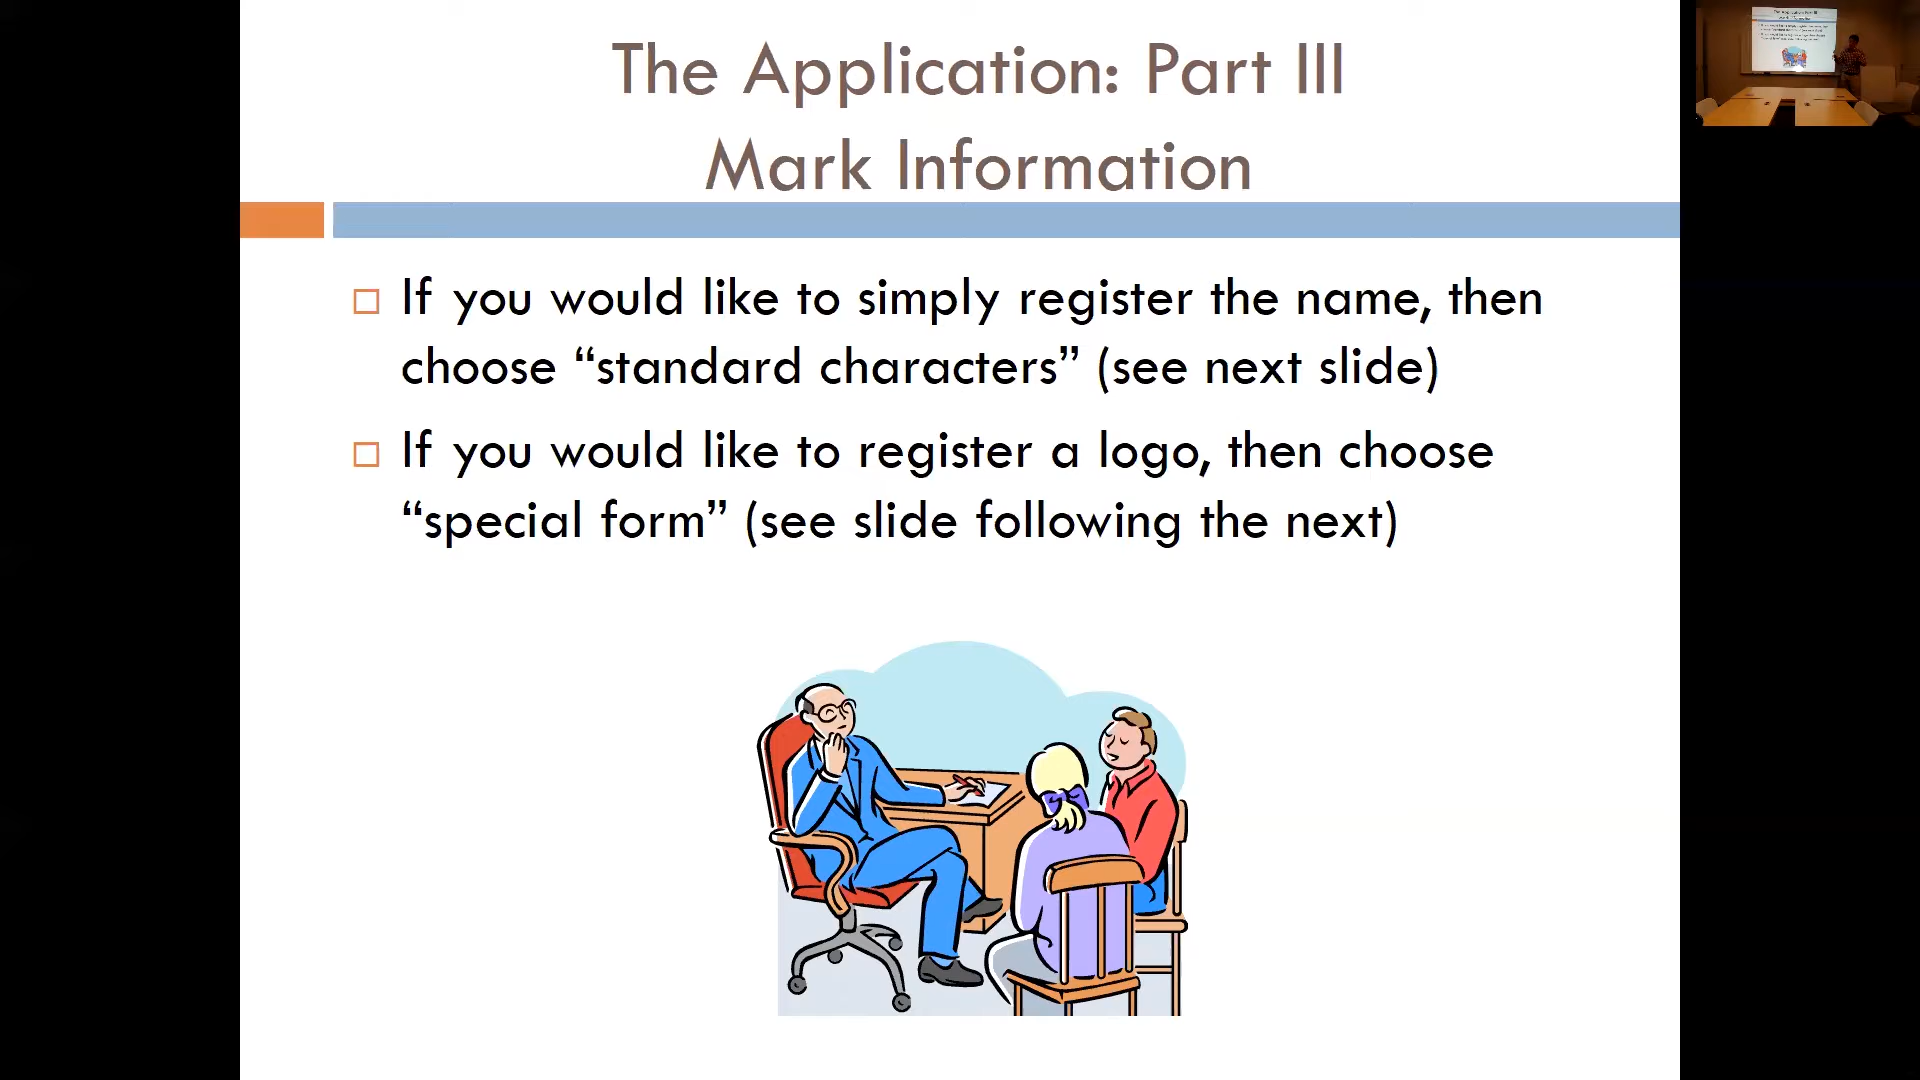 The Application: Part III
Mark Information
If you would like to simply register the name, then
choose “standard characters” (see next slide)
If you would like to register a logo, then choose
“special form” (see slide following the next)